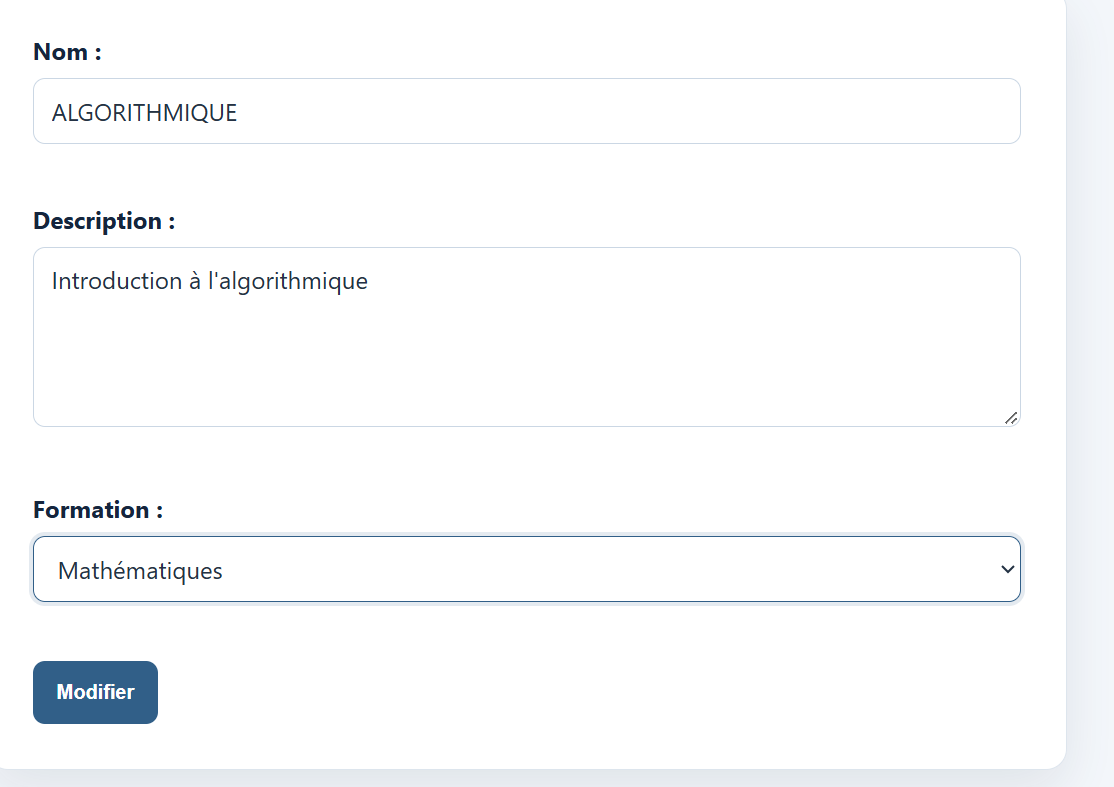 Nom :
ALGORITHMIQUE
Description :
Introduction à l'algorithmique
Formation :
Mathématiques
Modifier